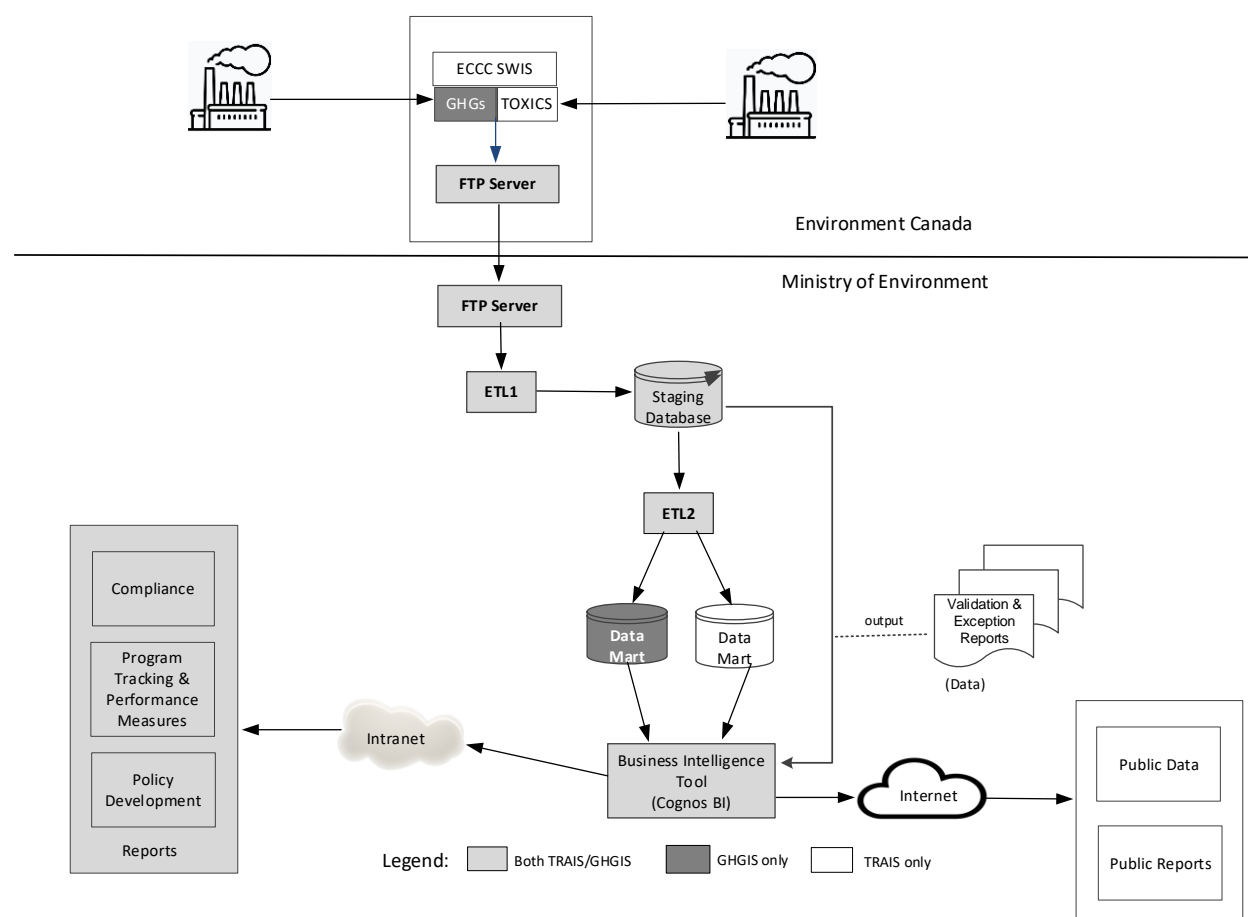 ECCC SWIS
GHGs
TOXICS
FTP Server
Environment Canada
Ministry of Environment
FTP Server
ETL1
Staging
Database
ETL2
Data
Mart
Data
Mart
output
Validation &
Exception
Reports
(Data)
Compliance
Program
Tracking &
Performance
Measures
Policy
Development
Reports
Intranet
Business Intelligence
Tool
(Cognos BI)
Internet
Public Data
Public Reports
Legend:
Both TRAIS/GHGIS
GHGIS only
TRAIS only